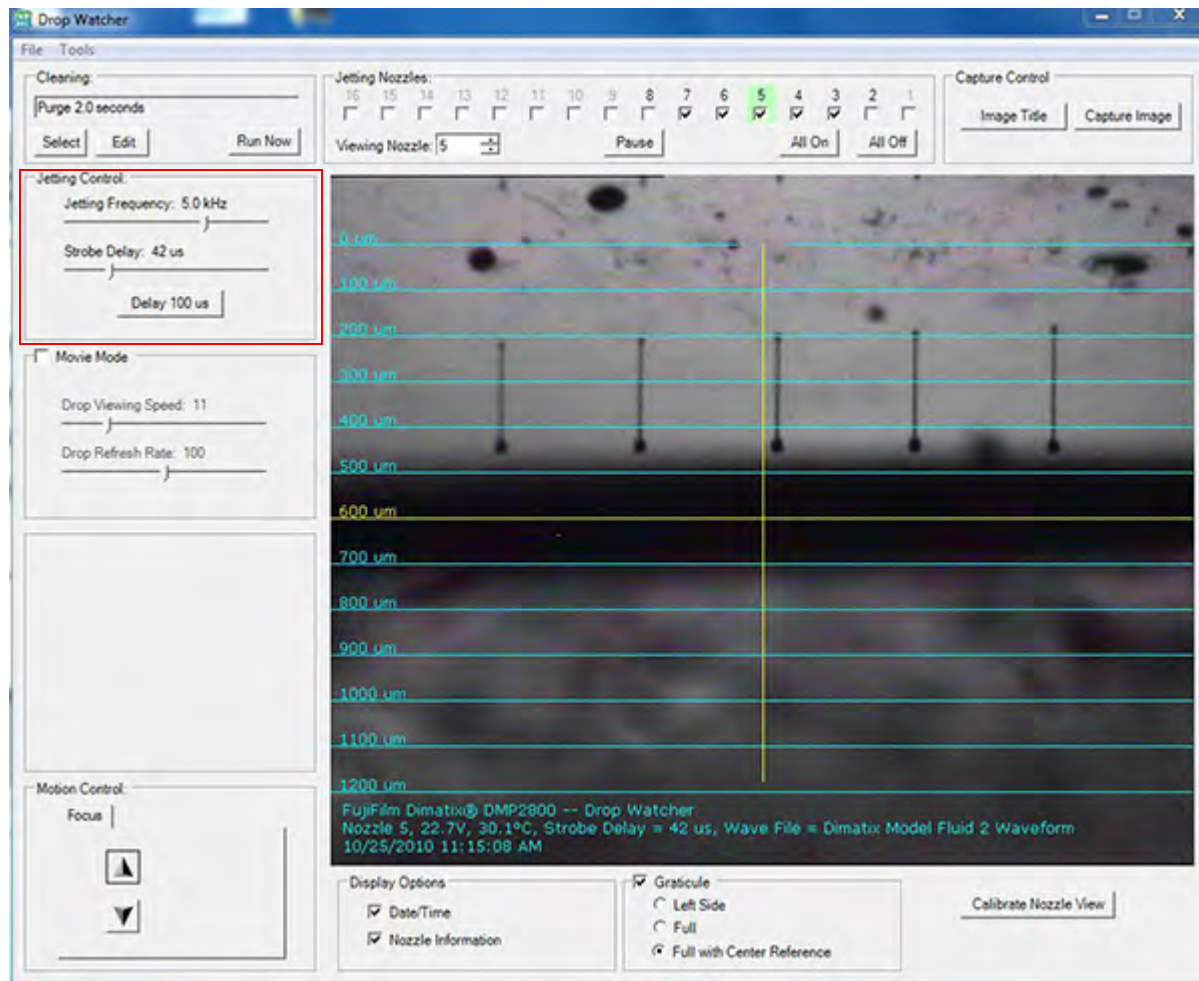 Drop Watcher
File Tools
Cleaning:
Purge 2.0 seconds
Select Edit Run Now
Jetting Nozzles:
16 15 14 13 12 11 10 9 8 7 6 5 4 3 2 1
Viewing Nozzle: 5 Pause All On All Off
Capture Control
Image Title Capture Image
Jetting Control:
Jetting Frequency: 5.0 kHz
Strobe Delay: 42 us
Delay 100 us
Movie Mode
Drop Viewing Speed: 11
Drop Refresh Rate: 100
0 um
100 um
200 um
300 um
400 um
500 um
600 um
700 um
800 um
900 um
1000 um
1100 um
1200 um
FujiFilm Dimatix® DMP2800 -- Drop Watcher
Nozzle 5, 22.7V, 30.1ºC, Strobe Delay = 42 us, Wave File = Dimatix Model Fluid 2 Waveform
10/25/2010 11:15:08 AM
Motion Control:
Focus
Display Options
Date/Time
Nozzle Information
Graticule
Left Side
Full
Full with Center Reference
Calibrate Nozzle View